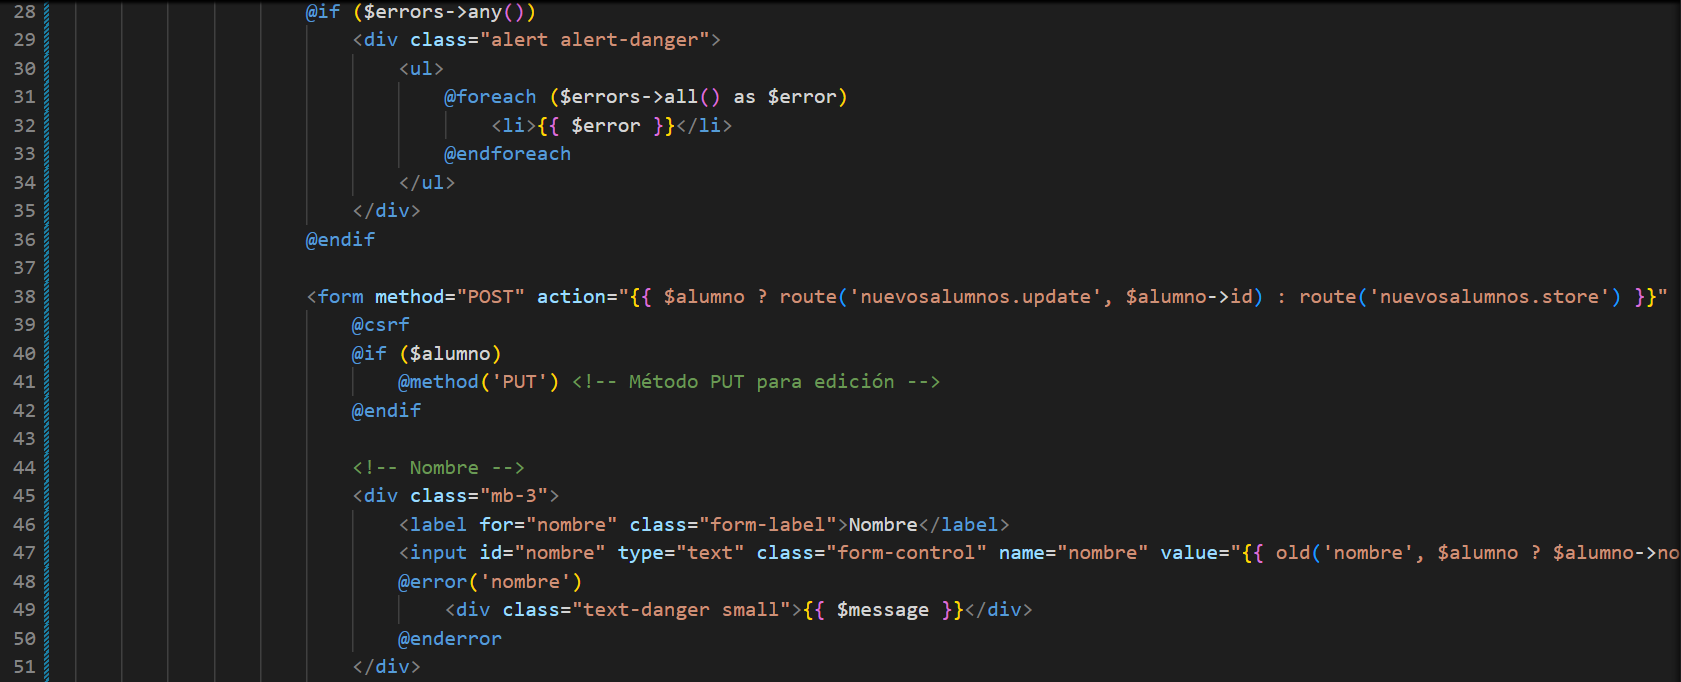 28 @if ($errors->any())
29 <div class="alert alert-danger">
30 <ul>
31 @foreach ($errors->all() as $error)
32 <li>{{ $error }}</li>
33 @endforeach
34 </ul>
35 </div>
36 @endif
37
38 <form method="POST" action="{{ $alumno ? route('nuevosalumnos.update', $alumno->id) : route('nuevosalumnos.store') }}"
39 @csrf
40 @if ($alumno)
41 @method('PUT') <!-- Método PUT para edición -->
42 @endif
43
44 <!-- Nombre -->
45 <div class="mb-3">
46 <label for="nombre" class="form-label">Nombre</label>
47 <input id="nombre" type="text" class="form-control" name="nombre" value="{{ old('nombre', $alumno ? $alumno->no
48 @error('nombre')
49 <div class="text-danger small">{{ $message }}</div>
50 @enderror
51 </div>